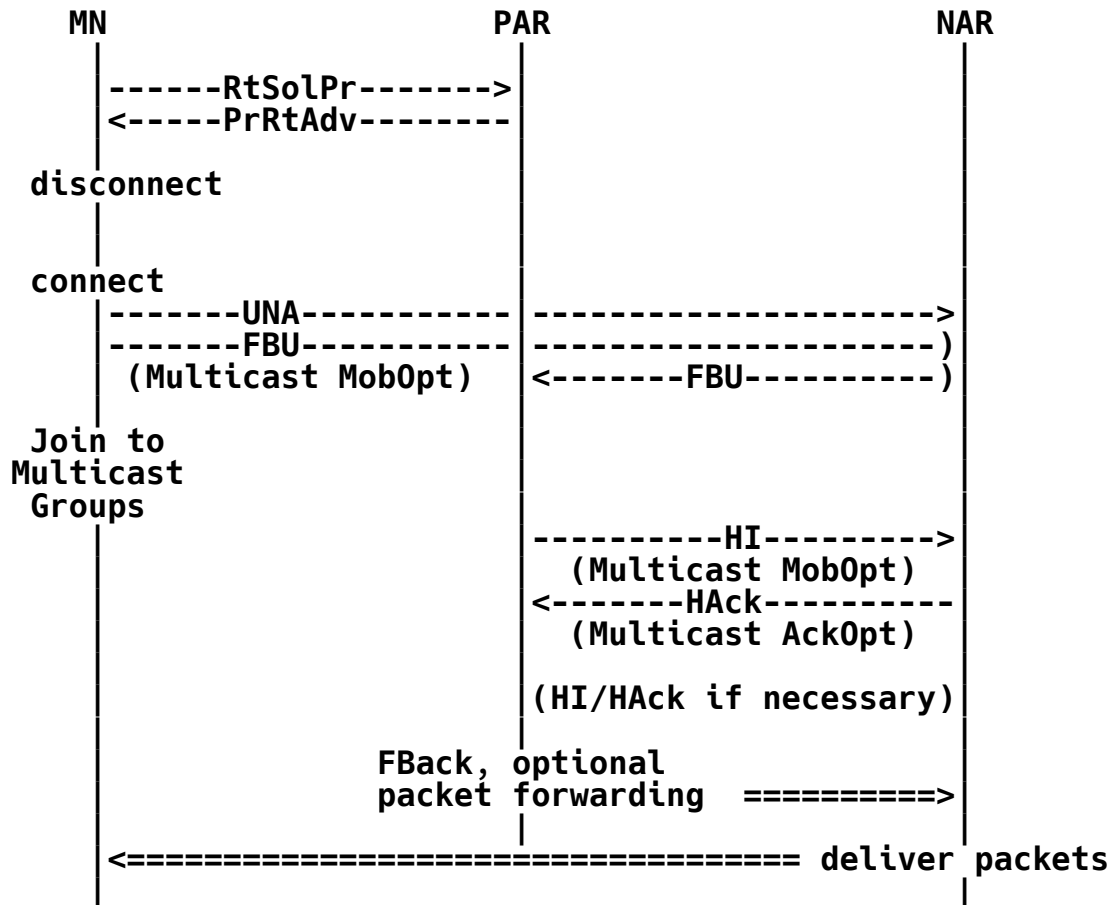 MN PAR NAR
------RtSolPr------->
<-----PrRtAdv--------
disconnect
connect
-------UNA----------- --------------------->
-------FBU----------- ---------------------)
(Multicast MobOpt) <-------FBU----------)
Join to
Multicast
Groups
----------HI--------->
(Multicast MobOpt)
<-------HAck----------
(Multicast AckOpt)
(HI/HAck if necessary)
FBack, optional
packet forwarding ==========>
<=================================== deliver packets